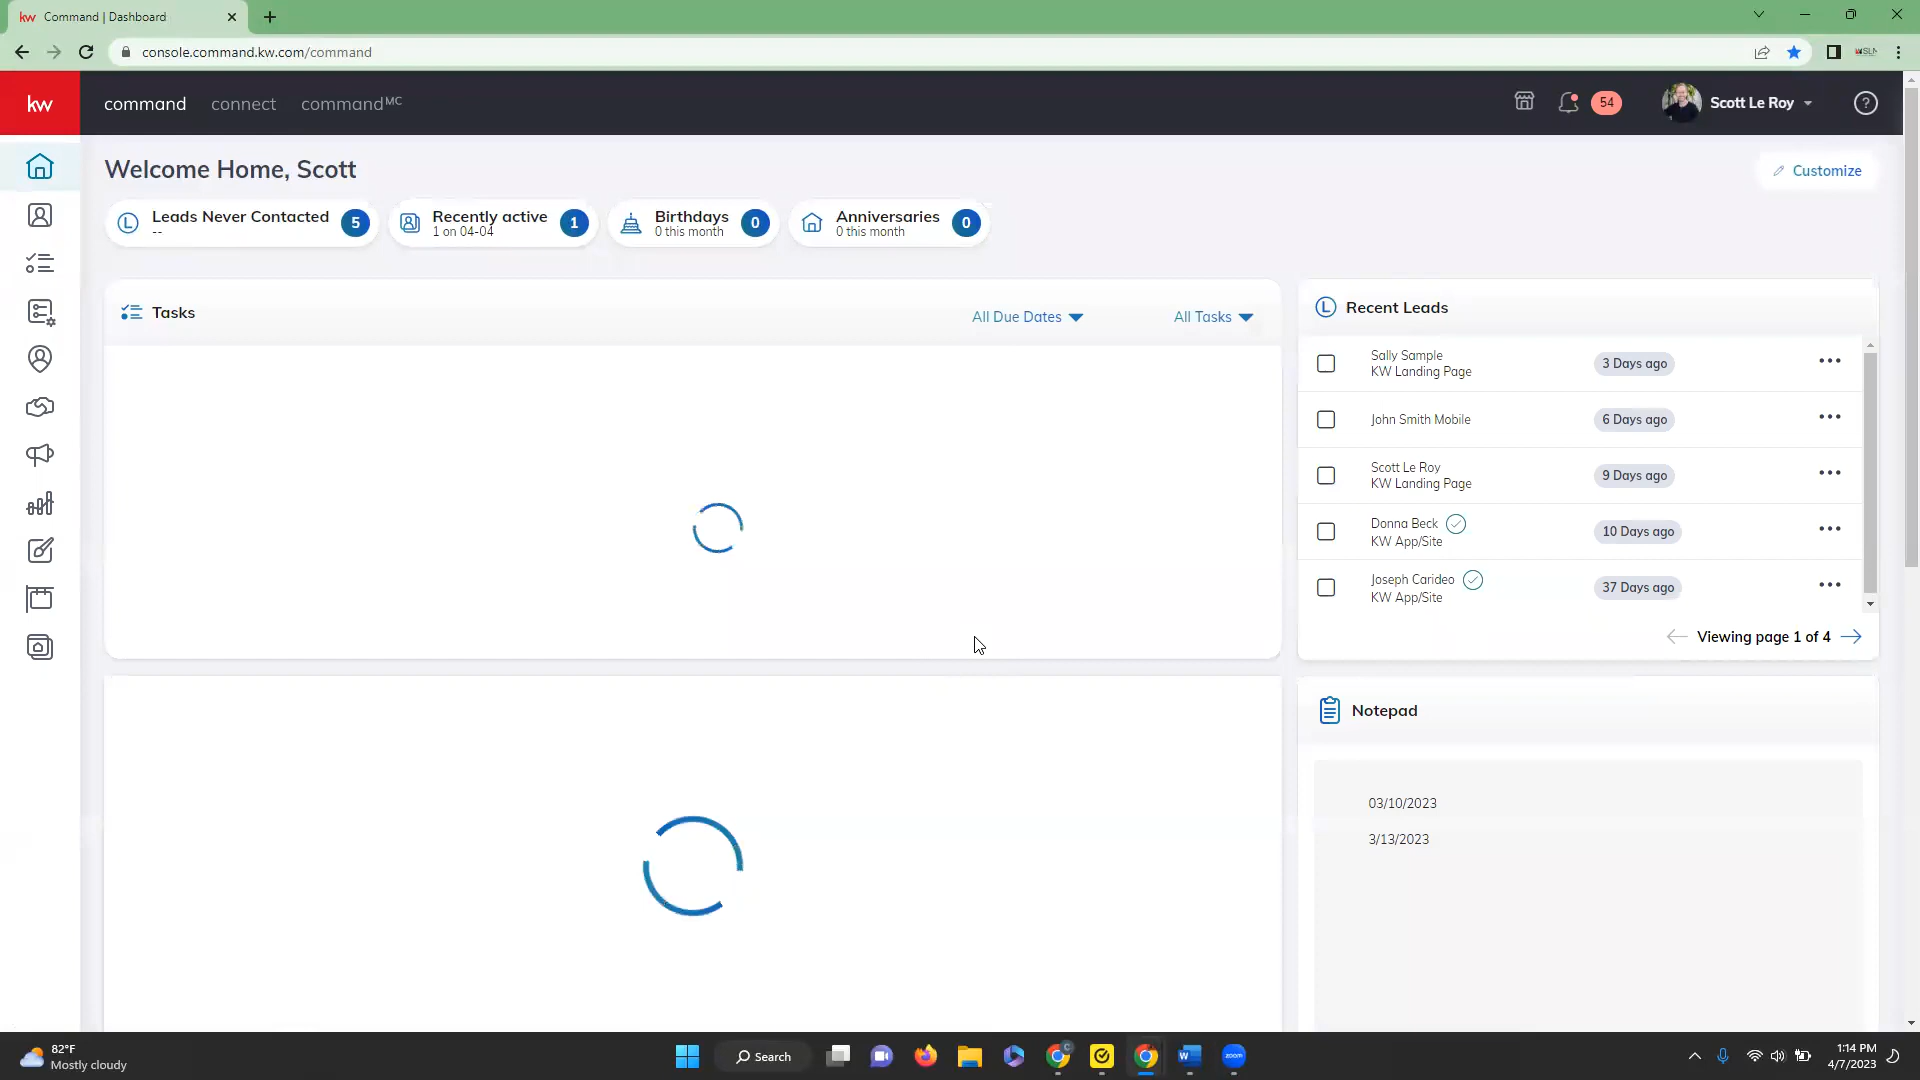 kw Command | Dashboard
console.command.kw.com/command
kw
command connect commandMC
54
Scott Le Roy
Welcome Home, Scott
Customize
Leads Never Contacted
--
5
Recently active
1 on 04-04
1
Birthdays
0 this month
0
Anniversaries
0 this month
0
Tasks
All Due Dates
All Tasks
L Recent Leads
Sally Sample
KW Landing Page
3 Days ago
John Smith Mobile
6 Days ago
Scott Le Roy
KW Landing Page
9 Days ago
Donna Beck
KW App/Site
10 Days ago
Joseph Carideo
KW App/Site
37 Days ago
Viewing page 1 of 4
Notepad
03/10/2023
3/13/2023
82°F
Mostly cloudy
Search
zoom
1:14 PM
4/7/2023